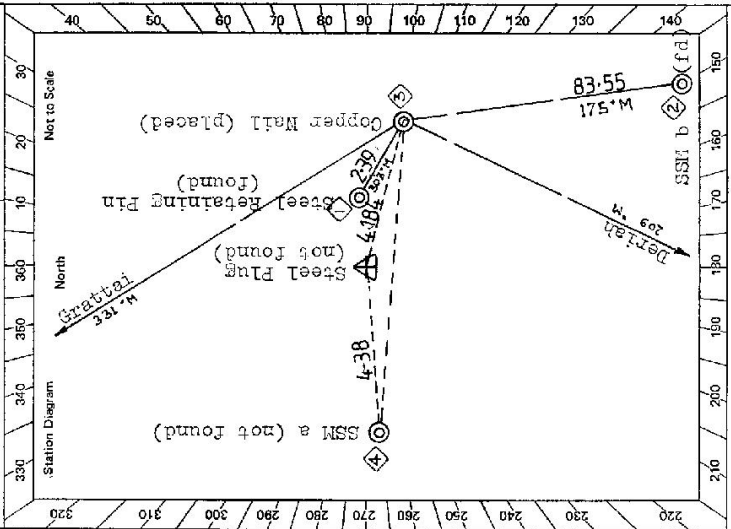 40 50 60 70 80 90 100 110 120 130 140
150
160
170
180
190
200
210
320 310 300 290 280 270 260 250 240 230 220
30
20
10
360
350
340
330
Not to Scale
North
Station Diagram
Copper Nail (placed)
3
83.55
175°M
2
SSM b (fd)
2.39
Steel Retaining Pin
(found)
1
4.184
Steel Plug
(not found)
Grattai
331°M
Deriah
209 °M
4.38
SSM a (not found)
4